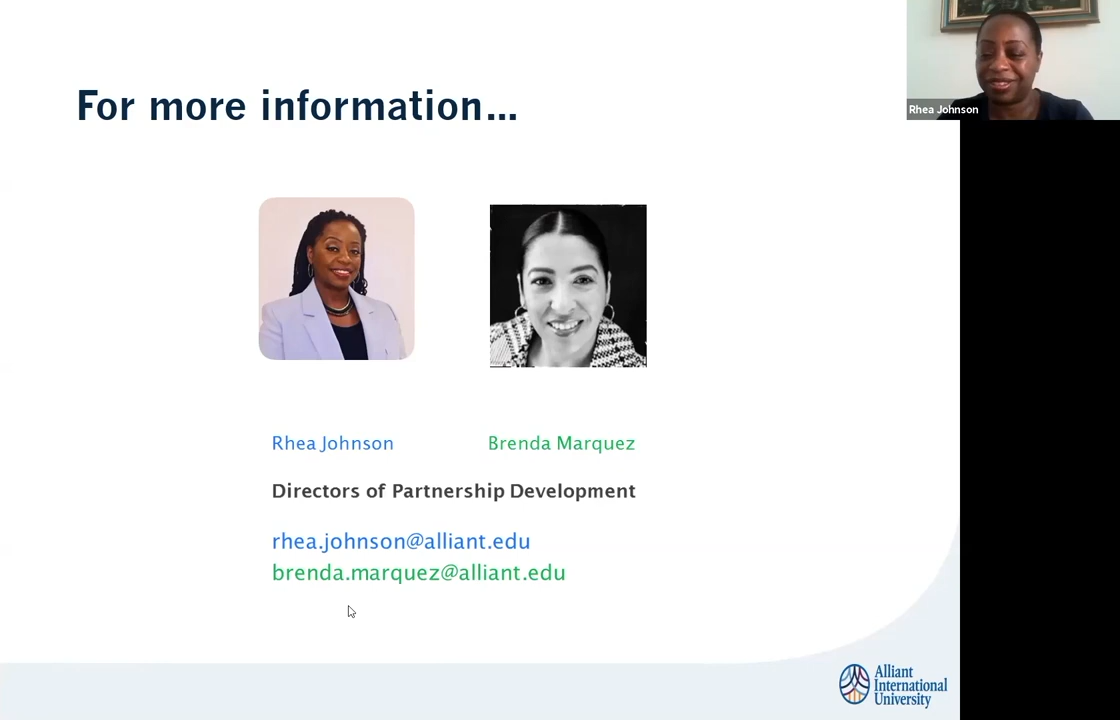 For more information...
Rhea Johnson
Rhea Johnson
Brenda Marquez
Directors of Partnership Development
rhea.johnson@alliant.edu
brenda.marquez@alliant.edu
Alliant
International
University